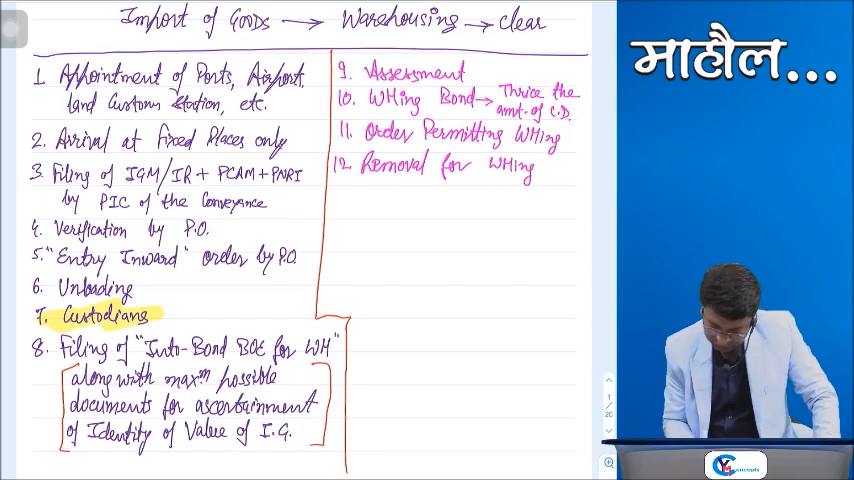 Import of Goods → Warehousing → Clear
1. Appointment of Ports, Airport,
land Custom Station, etc.
2. Arrival at Fixed Places only
3. Filing of IGM/IR + PCAM + PNRI
by PIC of the Conveyance
4. Verification by P.O.
5. "Entry Inward" order by P.O.
6. Unloading
7. Custodians
8. Filing of "Into-Bond BOE for WH"
along with maxm possible
documents for ascertainment
of Identity of Value of I.G.
9. Assessment
10. WHing Bond → Thrice the
amt. of C.D.
11. Order Permitting WHing
12. Removal for WHing
माहौल...
1
/
20
Concepts